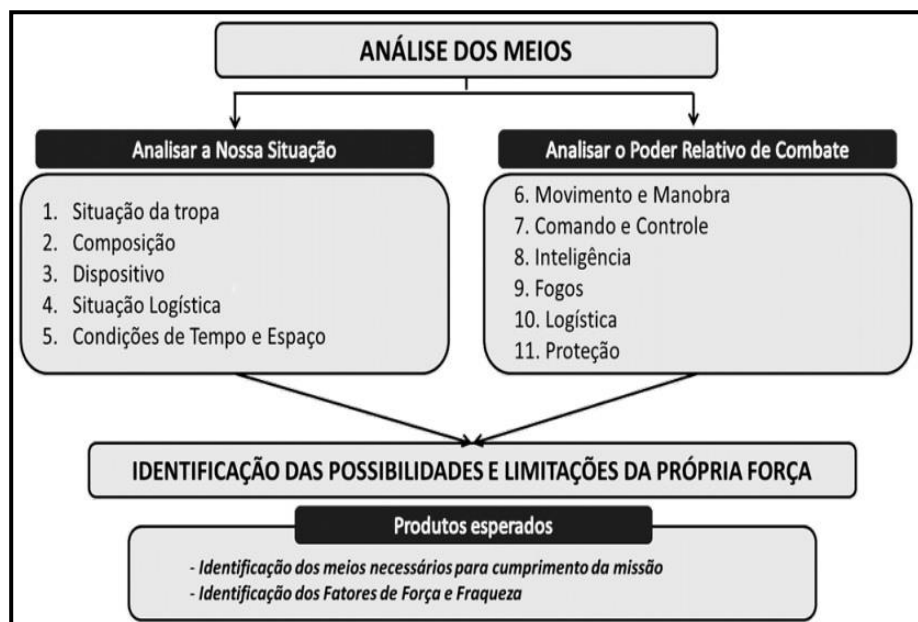 ANÁLISE DOS MEIOS
Analisar a Nossa Situação
1. Situação da tropa
2. Composição
3. Dispositivo
4. Situação Logística
5. Condições de Tempo e Espaço
Analisar o Poder Relativo de Combate
6. Movimento e Manobra
7. Comando e Controle
8. Inteligência
9. Fogos
10. Logística
11. Proteção
IDENTIFICAÇÃO DAS POSSIBILIDADES E LIMITAÇÕES DA PRÓPRIA FORÇA
Produtos esperados
- Identificação dos meios necessários para cumprimento da missão
- Identificação dos Fatores de Força e Fraqueza